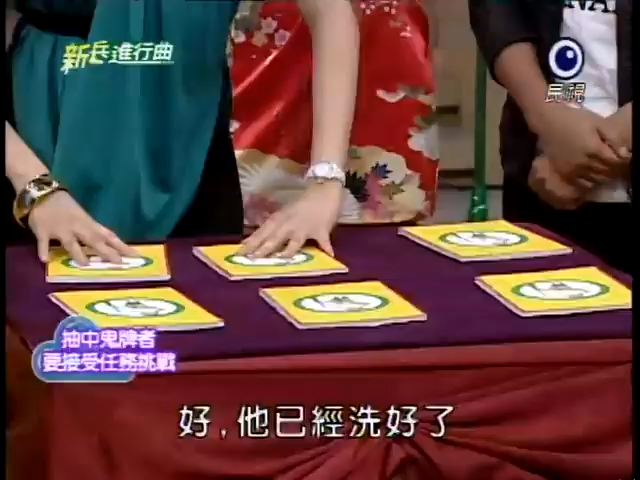 新兵進行曲
民視
抽中鬼牌者
要接受任務挑戰
好,他已經洗好了